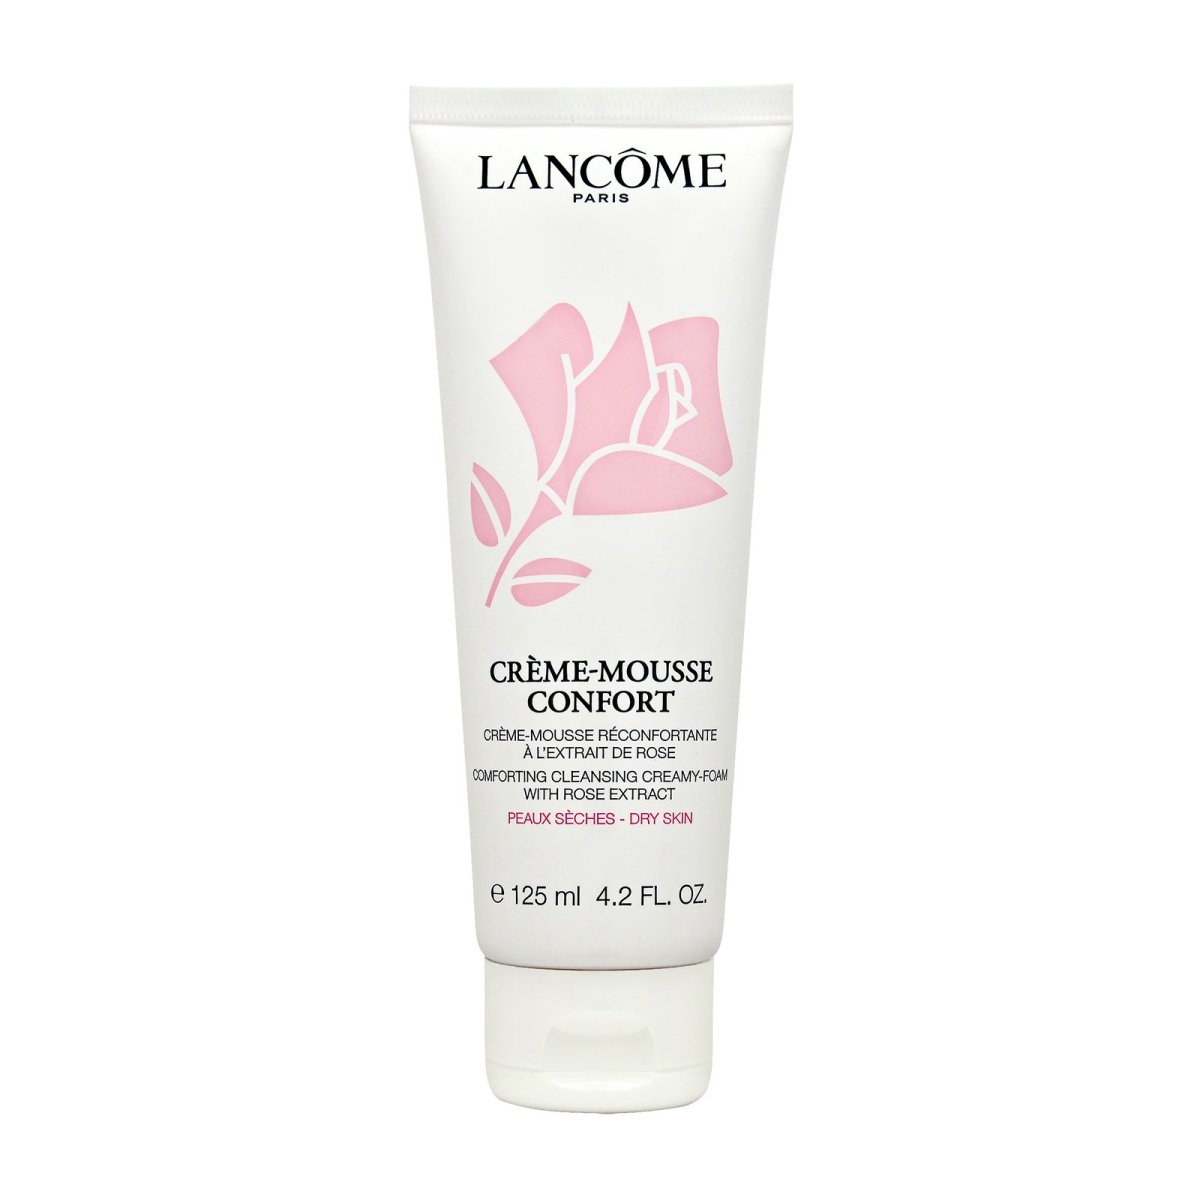 LANCÔME
PARIS
CRÈME-MOUSSE
CONFORT
CRÈME-MOUSSE RÉCONFORTANTE
À L'EXTRAIT DE ROSE
COMFORTING CLEANSING CREAMY-FOAM
WITH ROSE EXTRACT
PEAUX SÈCHES - DRY SKIN
℮ 125 ml 4.2 FL. OZ.